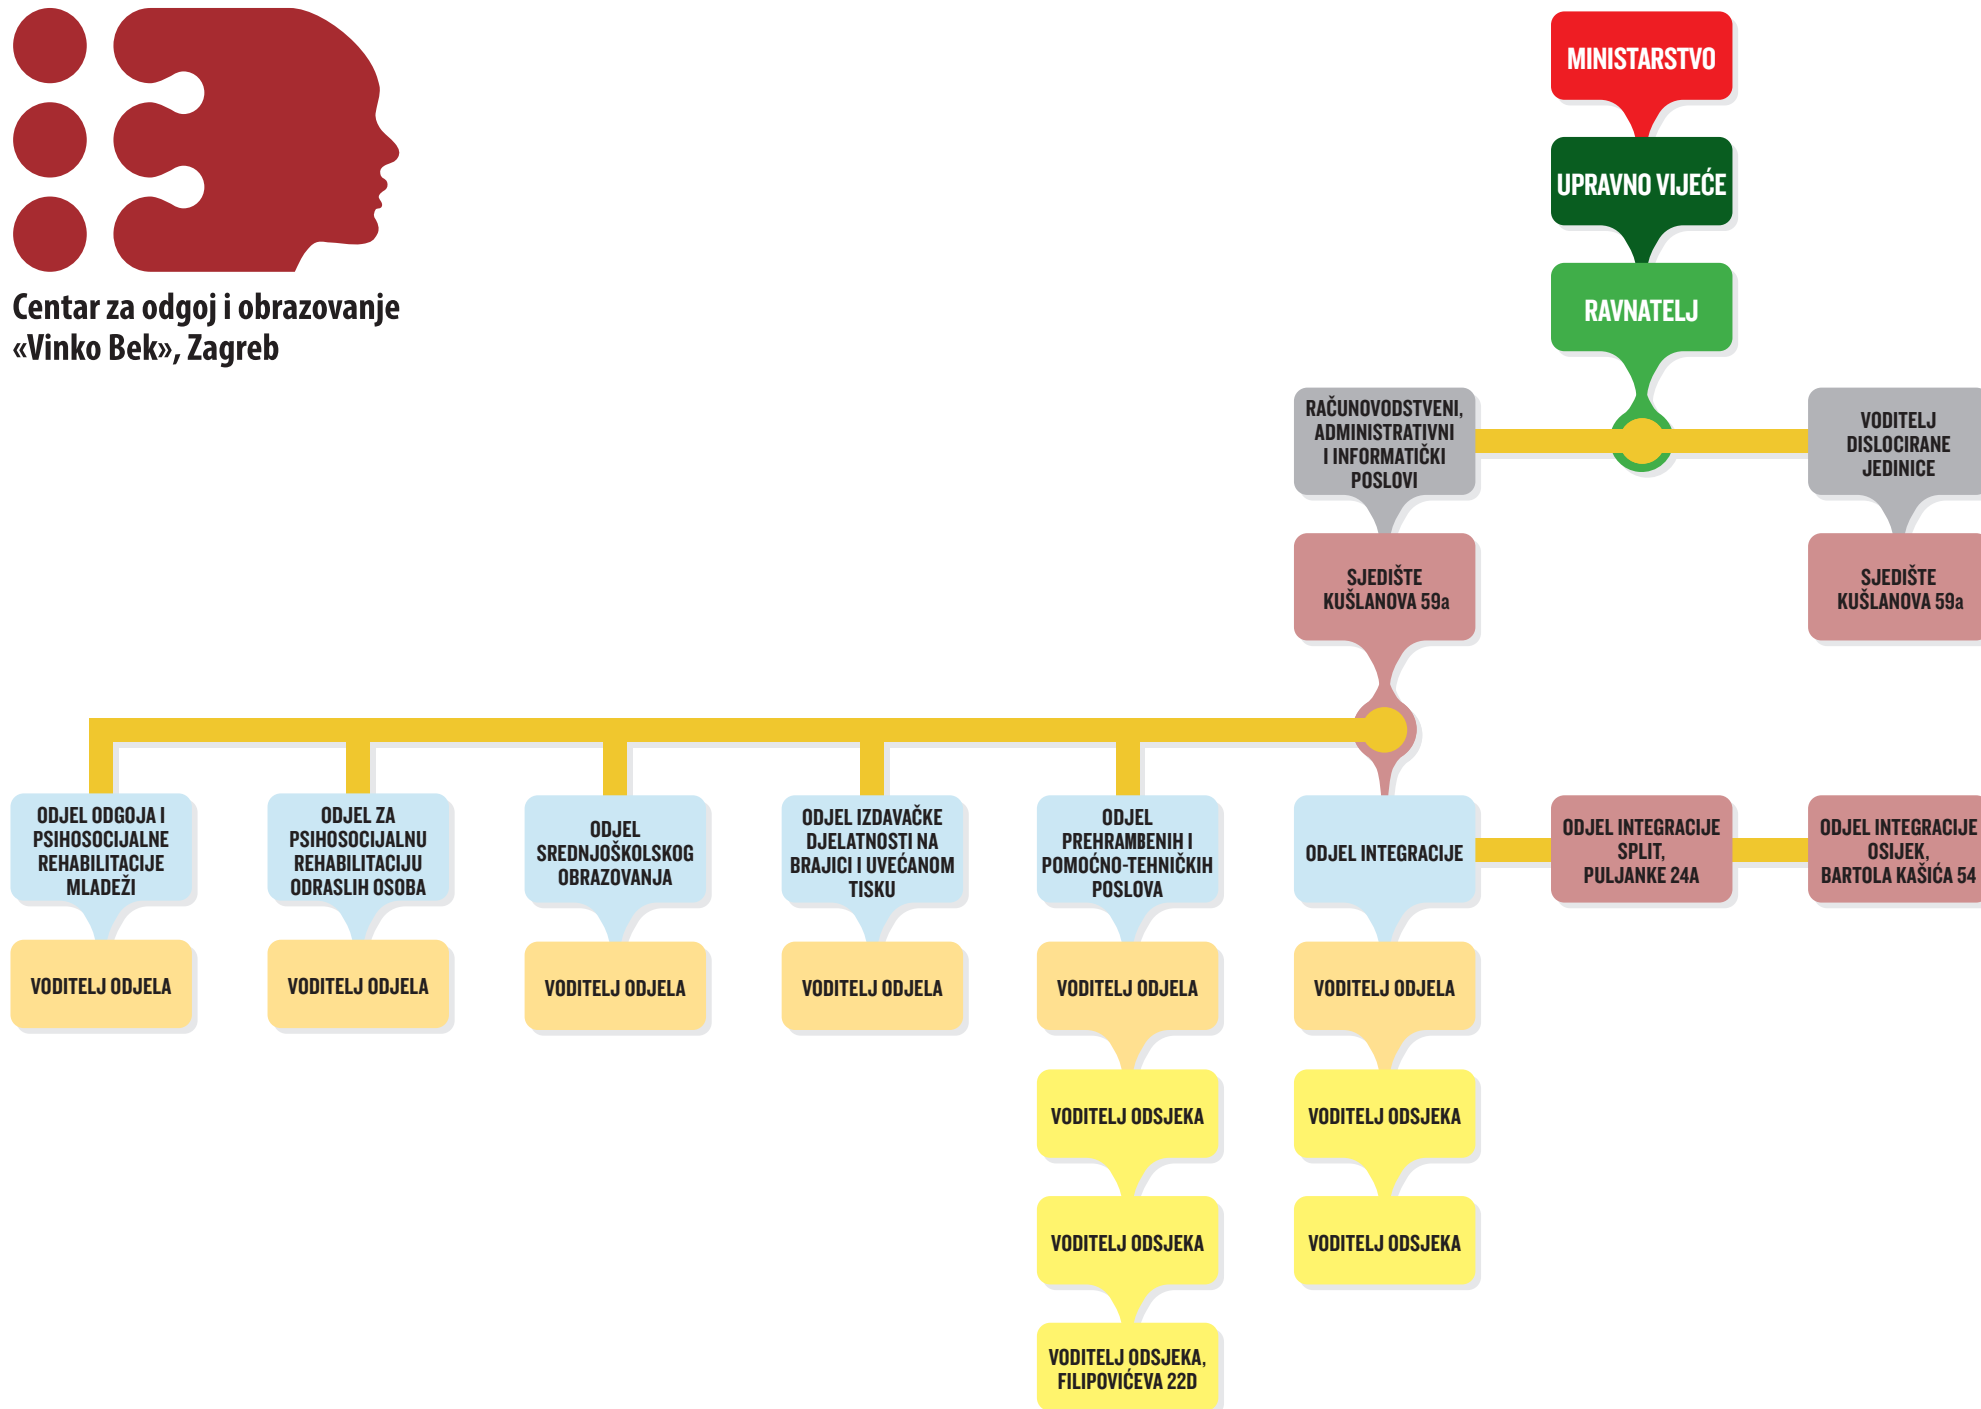 Centar za odgoj i obrazovanje
«Vinko Bek», Zagreb
MINISTARSTVO
UPRAVNO VIJEĆE
RAVNATELJ
RAČUNOVODSTVENI,
ADMINISTRATIVNI
I INFORMATIČKI
POSLOVI
VODITELJ
DISLOCIRANE
JEDINICE
SJEDIŠTE
KUŠLANOVA 59a
SJEDIŠTE
KUŠLANOVA 59a
ODJEL ODGOJA I
PSIHOSOCIJALNE
REHABILITACIJE
MLADEŽI
ODJEL ZA
PSIHOSOCIJALNU
REHABILITACIJU
ODRASLIH OSOBA
ODJEL
SREDNJOŠKOLSKOG
OBRAZOVANJA
ODJEL IZDAVAČKE
DJELATNOSTI NA
BRAJICI I UVEĆANOM
TISKU
ODJEL
PREHRAMBENIH I
POMOĆNO-TEHNIČKIH
POSLOVA
ODJEL INTEGRACIJE
ODJEL INTEGRACIJE
SPLIT,
PULJANKE 24A
ODJEL INTEGRACIJE
OSIJEK,
BARTOLA KAŠIĆA 54
VODITELJ ODJELA
VODITELJ ODJELA
VODITELJ ODJELA
VODITELJ ODJELA
VODITELJ ODJELA
VODITELJ ODJELA
VODITELJ ODSJEKA
VODITELJ ODSJEKA
VODITELJ ODSJEKA
VODITELJ ODSJEKA
VODITELJ ODSJEKA,
FILIPOVIĆEVA 22D